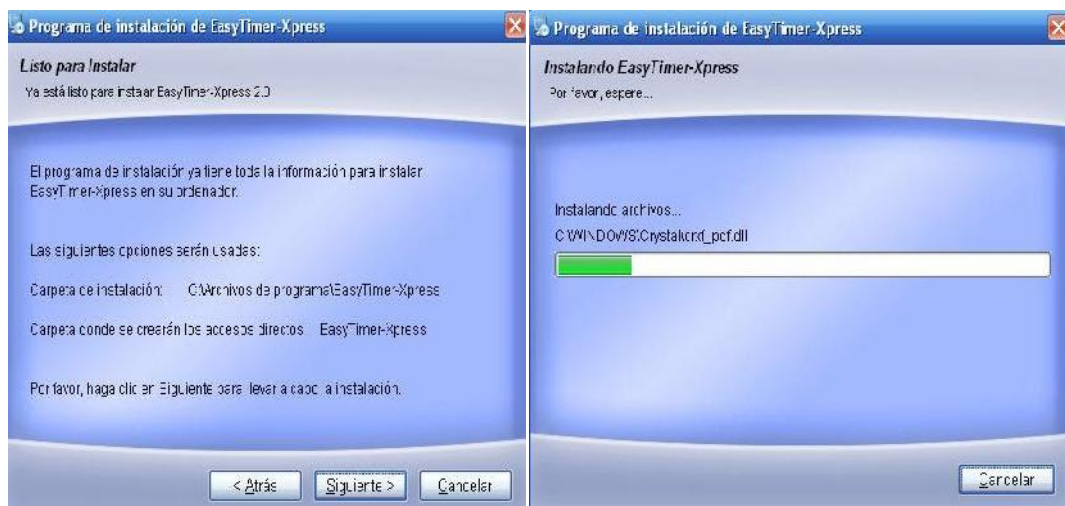 Programa de instalación de EasyTimer-Xpress
Listo para Instalar
Ya está listo para instalar EasyTimer-Xpress 2.0
El programa de instalación ya tiene toda la información para instalar
EasyTimer-Xpress en su ordenador.
Las siguientes opciones serán usadas:
Carpeta de instalación: C:\Archivos de programa\EasyTimer-Xpress
Carpeta donde se crearán los accesos directos EasyTimer-Xpress
Por favor, haga clic en Siguiente para llevar a cabo la instalación.
< Atrás
Siguiente >
Cancelar
Programa de instalación de EasyTimer-Xpress
Instalando EasyTimer-Xpress
Por favor, espere...
Instalando archivos...
C:\WINDOWS\Crystal\crxf_pdf.dll
Cancelar